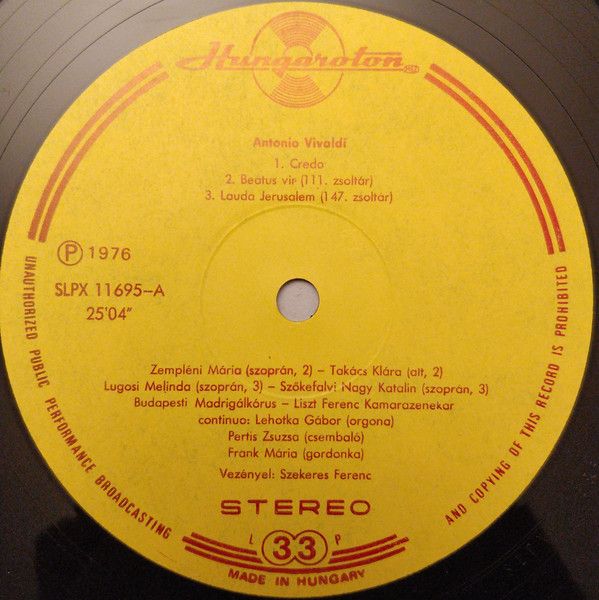 Hungaroton
Antonio Vivaldi
1. Credo
2. Beatus vir (111. zsoltár)
3. Lauda Jerusalem (147. zsoltár)
Ⓟ 1976
SLPX 11695-A
25'04"
Zempléni Mária (szoprán, 2) – Takács Klára (alt, 2)
Lugosi Melinda (szoprán, 3) – Szőkefalvi Nagy Katalin (szoprán, 3)
Budapesti Madrigálkórus – Liszt Ferenc Kamarazenekar
continuo: Lehotka Gábor (orgona)
Pertis Zsuzsa (csembaló)
Frank Mária (gordonka)
Vezényel: Szekeres Ferenc
STEREO
L 33 P
MADE IN HUNGARY
UNAUTHORIZED PUBLIC PERFORMANCE BROADCASTING
AND COPYING OF THIS RECORD IS PROHIBITED